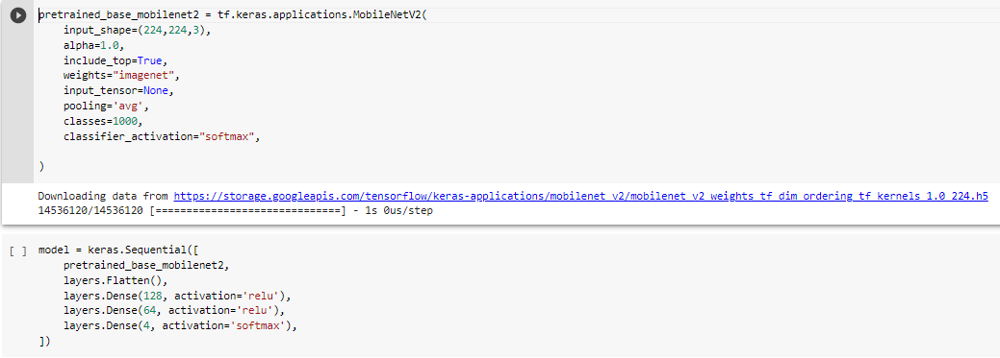 pretrained_base_mobilenet2 = tf.keras.applications.MobileNetV2(
    input_shape=(224,224,3),
    alpha=1.0,
    include_top=True,
    weights="imagenet",
    input_tensor=None,
    pooling='avg',
    classes=1000,
    classifier_activation="softmax",
)
Downloading data from https://storage.googleapis.com/tensorflow/keras-applications/mobilenet_v2/mobilenet_v2_weights_tf_dim_ordering_tf_kernels_1.0_224.h5
14536120/14536120 [==============================] - 1s 0us/step
[ ] model = keras.Sequential([
    pretrained_base_mobilenet2,
    layers.Flatten(),
    layers.Dense(128, activation='relu'),
    layers.Dense(64, activation='relu'),
    layers.Dense(4, activation='softmax'),
])